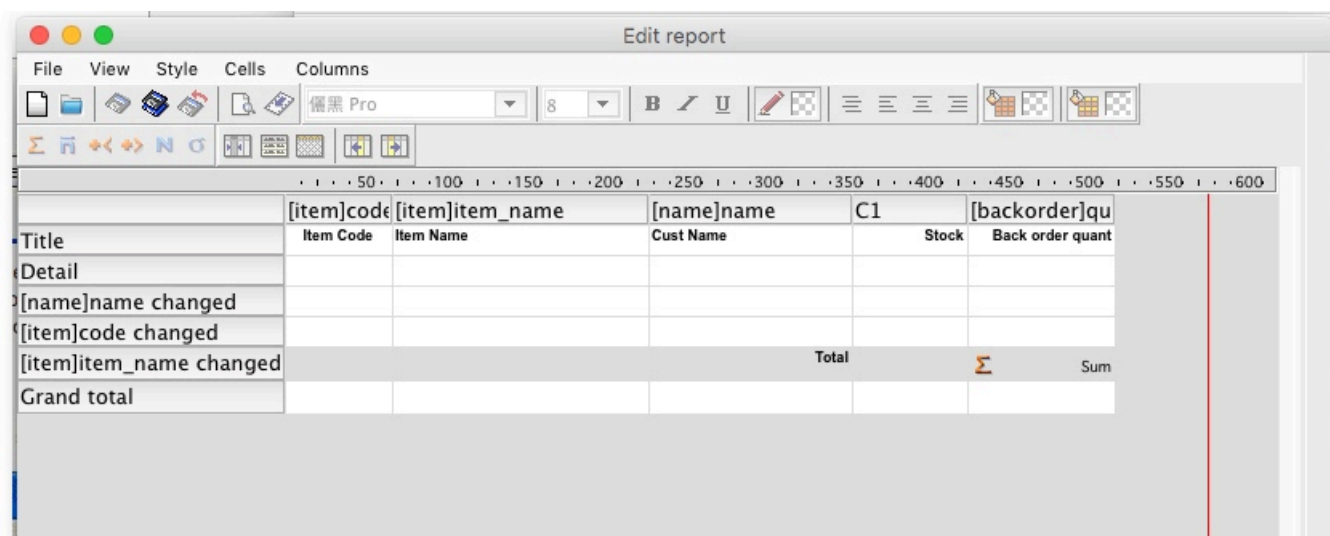 Edit report
File View Style Cells Columns
儷黑 Pro 8 B I U
Σ n N σ
50 100 150 200 250 300 350 400 450 500 550 600
[item]code [item]item_name [name]name C1 [backorder]qu
Title Item Code Item Name Cust Name Stock Back order quant
Detail
[name]name changed
[item]code changed
[item]item_name changed Total Σ Sum
Grand total